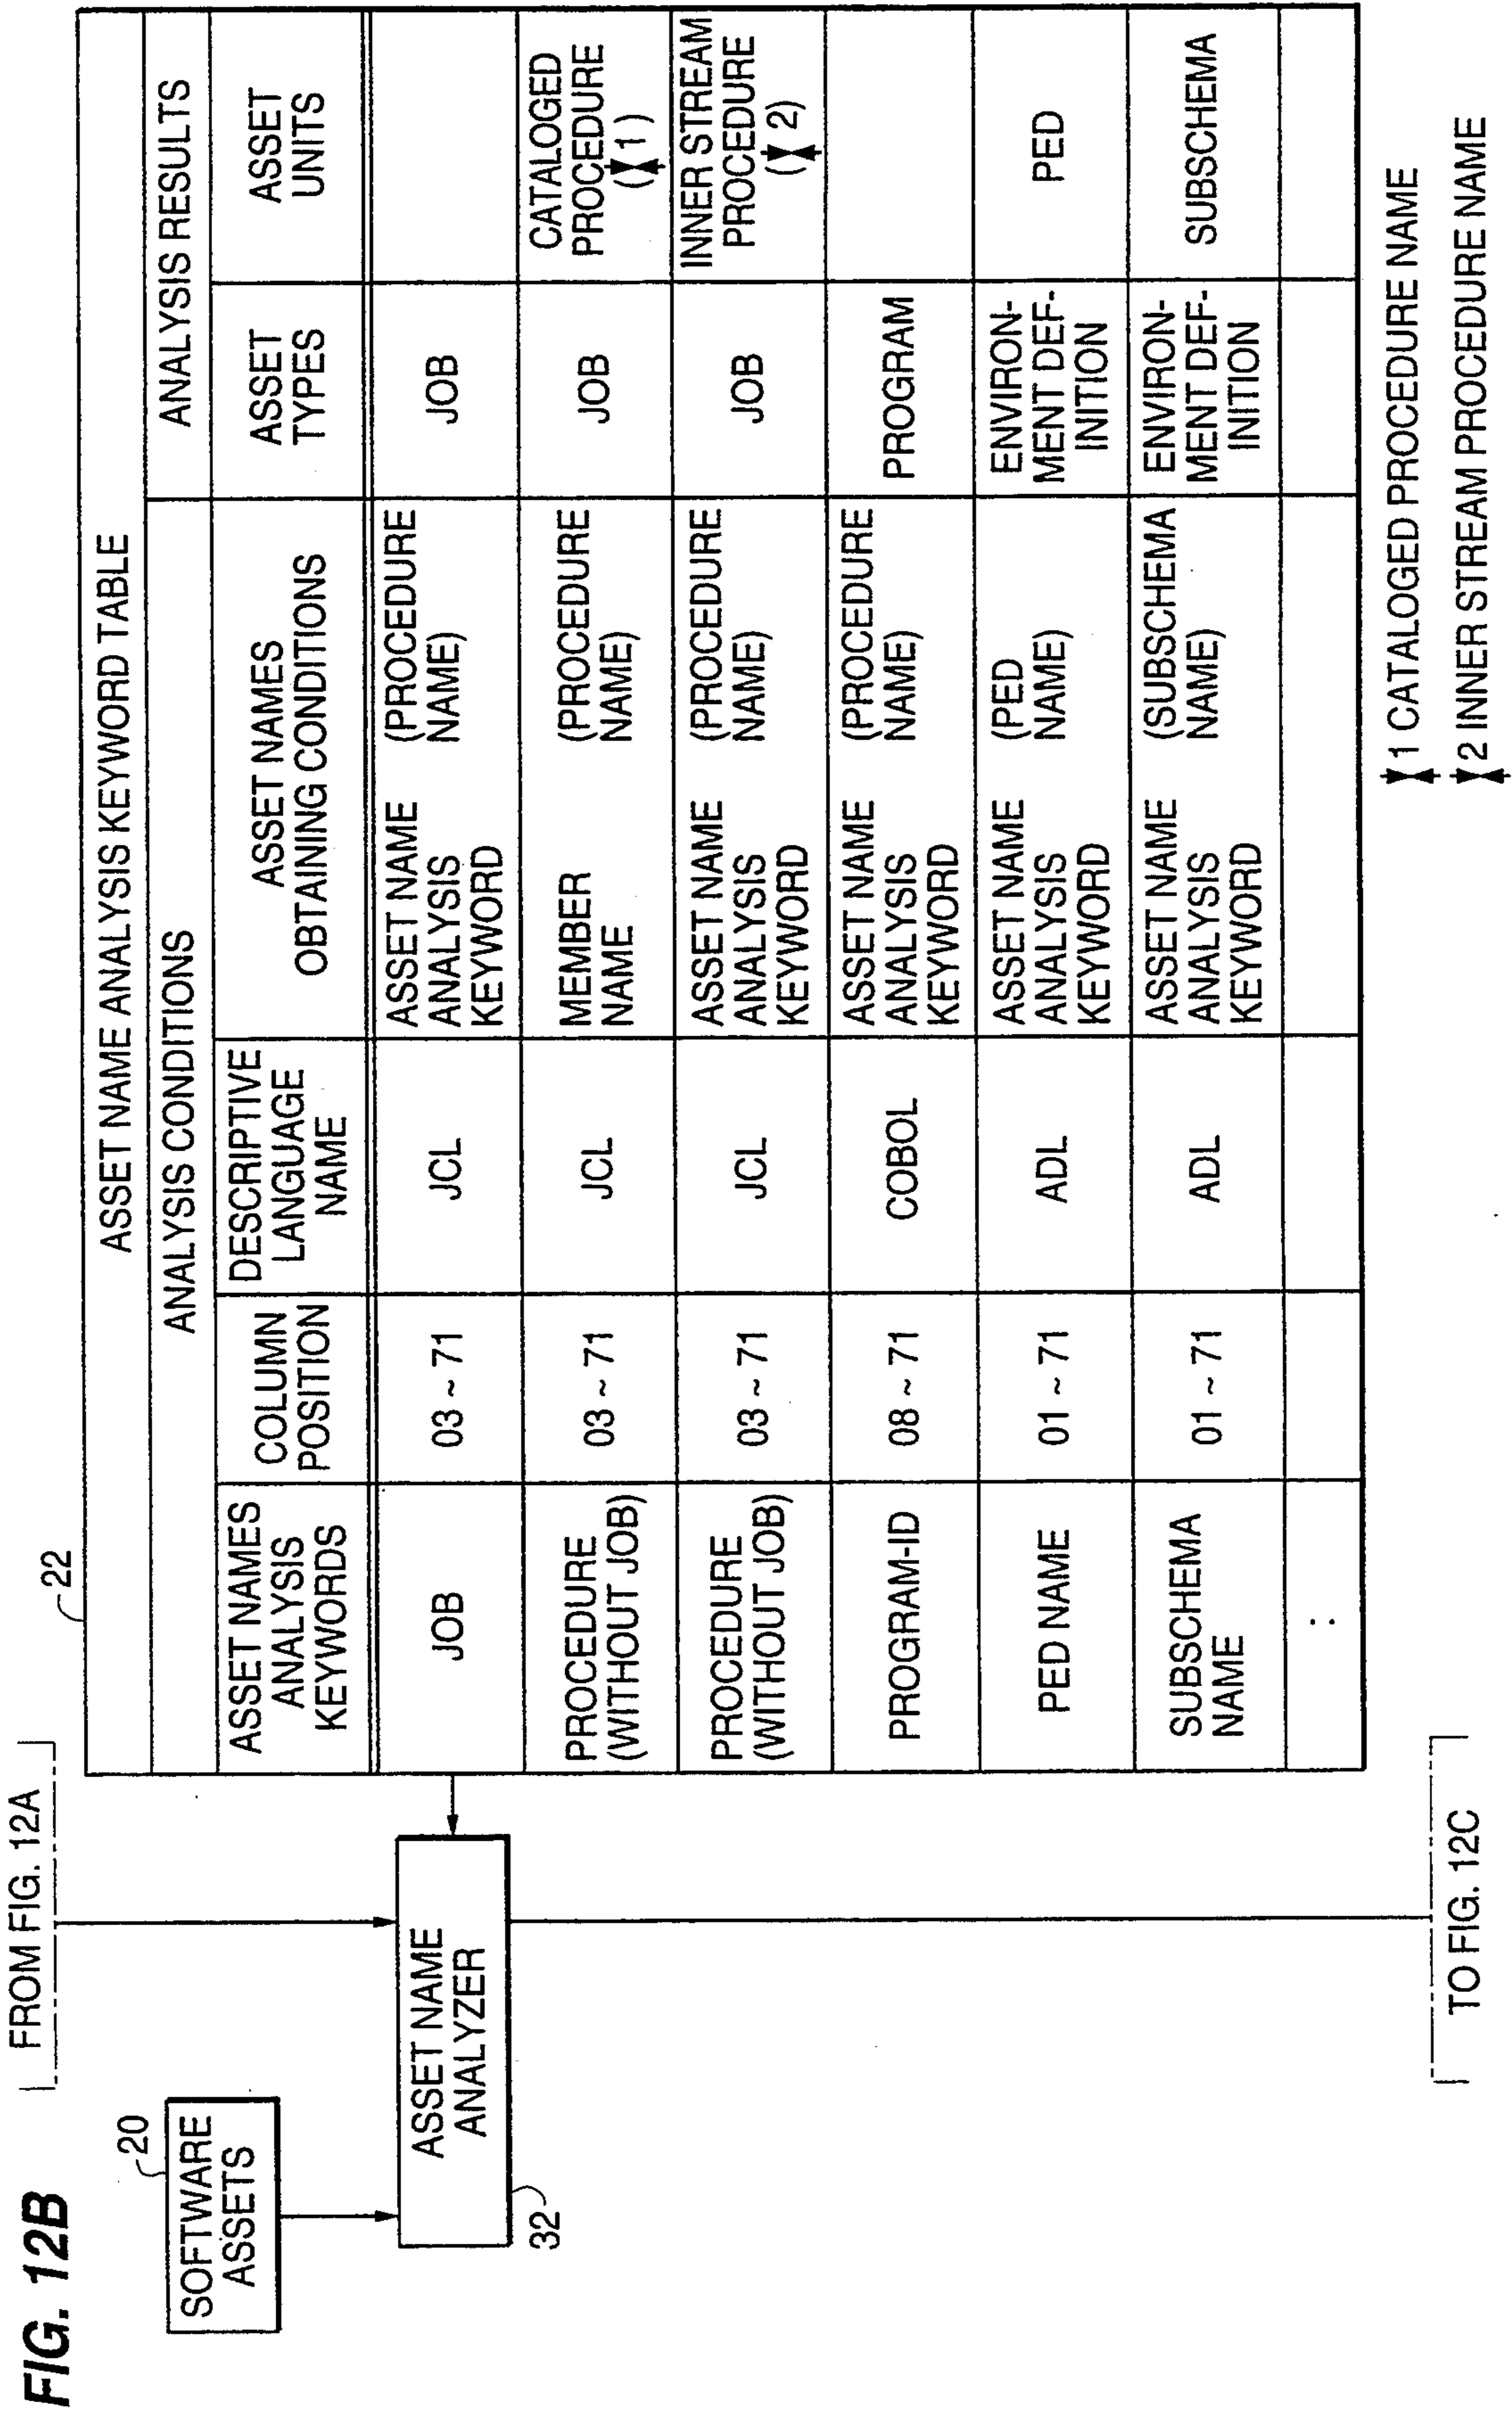 FIG. 12B
FROM FIG. 12A
20
SOFTWARE
ASSETS
ASSET NAME
ANALYZER
32
TO FIG. 12C
22
ASSET NAME ANALYSIS KEYWORD TABLE
ANALYSIS CONDITIONS
ANALYSIS RESULTS
ASSET NAMES
ANALYSIS
KEYWORDS
COLUMN
POSITION
DESCRIPTIVE
LANGUAGE
NAME
ASSET NAMES
OBTAINING CONDITIONS
ASSET
TYPES
ASSET
UNITS
JOB
03 ~ 71
JCL
ASSET NAME
ANALYSIS
KEYWORD
(PROCEDURE
NAME)
JOB
PROCEDURE
(WITHOUT JOB)
03 ~ 71
JCL
MEMBER
NAME
(PROCEDURE
NAME)
JOB
CATALOGED
PROCEDURE
(※ 1)
PROCEDURE
(WITHOUT JOB)
03 ~ 71
JCL
ASSET NAME
ANALYSIS
KEYWORD
(PROCEDURE
NAME)
JOB
INNER STREAM
PROCEDURE
(※ 2)
PROGRAM-ID
08 ~ 71
COBOL
ASSET NAME
ANALYSIS
KEYWORD
(PROCEDURE
NAME)
PROGRAM
PED NAME
01 ~ 71
ADL
ASSET NAME
ANALYSIS
KEYWORD
(PED
NAME)
ENVIRON-
MENT DEF-
INITION
PED
SUBSCHEMA
NAME
01 ~ 71
ADL
ASSET NAME
ANALYSIS
KEYWORD
(SUBSCHEMA
NAME)
ENVIRON-
MENT DEF-
INITION
SUBSCHEMA
:
※ 1 CATALOGED PROCEDURE NAME
※ 2 INNER STREAM PROCEDURE NAME